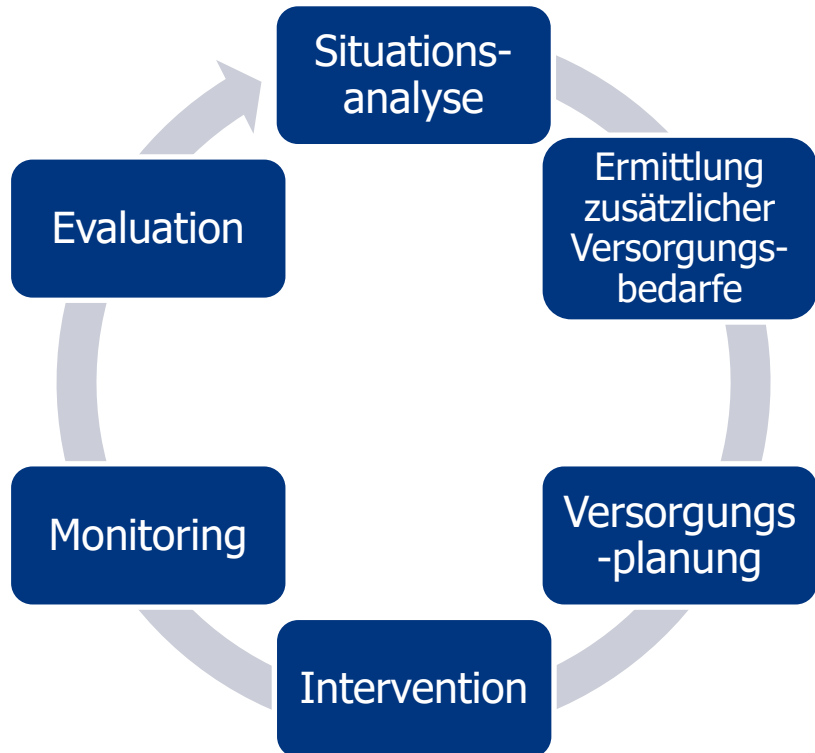 Situations-
analyse
Ermittlung
zusätzlicher
Versorgungs-
bedarfe
Versorgungs
-planung
Intervention
Monitoring
Evaluation